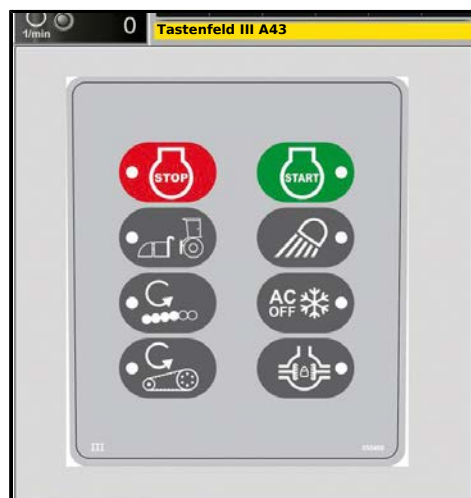 1/min
0
Tastenfeld III A43
STOP
START
AC
OFF
III